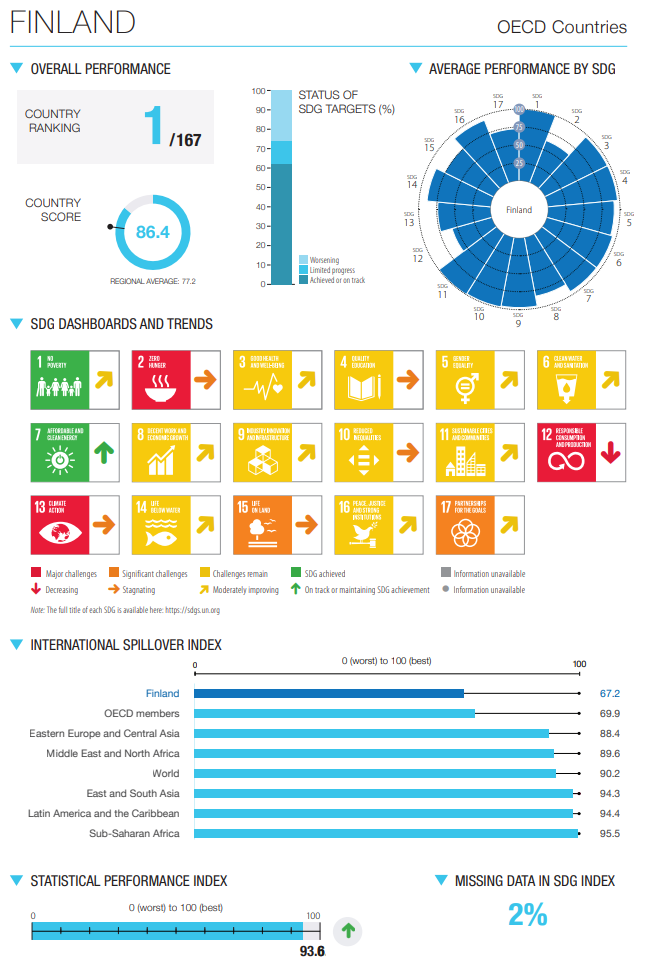 FINLAND
OECD Countries
OVERALL PERFORMANCE
COUNTRY
RANKING
1 /167
COUNTRY
SCORE
86.4
REGIONAL AVERAGE: 77.2
STATUS OF
SDG TARGETS (%)
100
90
80
70
60
50
40
30
20
10
0
Worsening
Limited progress
Achieved or on track
AVERAGE PERFORMANCE BY SDG
SDG
1
2
SDG
3
SDG
4
SDG
5
SDG
6
SDG
7
SDG
8
SDG
9
SDG
10
SDG
11
SDG
12
SDG
13
SDG
14
SDG
15
SDG
16
SDG
17
100
75
50
25
Finland
SDG DASHBOARDS AND TRENDS
1 NO
POVERTY
2 ZERO
HUNGER
3 GOOD HEALTH
AND WELL-BEING
4 QUALITY
EDUCATION
5 GENDER
EQUALITY
6 CLEAN WATER
AND SANITATION
7 AFFORDABLE AND
CLEAN ENERGY
8 DECENT WORK AND
ECONOMIC GROWTH
9 INDUSTRY, INNOVATION
AND INFRASTRUCTURE
10 REDUCED
INEQUALITIES
11 SUSTAINABLE CITIES
AND COMMUNITIES
12 RESPONSIBLE
CONSUMPTION
AND PRODUCTION
13 CLIMATE
ACTION
14 LIFE
BELOW WATER
15 LIFE
ON LAND
16 PEACE, JUSTICE
AND STRONG
INSTITUTIONS
17 PARTNERSHIPS
FOR THE GOALS
Major challenges
Significant challenges
Challenges remain
SDG achieved
Information unavailable
Decreasing
Stagnating
Moderately improving
On track or maintaining SDG achievement
Information unavailable
Note: The full title of each SDG is available here: https://sdgs.un.org
INTERNATIONAL SPILLOVER INDEX
0 (worst) to 100 (best)
0
100
Finland 67.2
OECD members 69.9
Eastern Europe and Central Asia 88.4
Middle East and North Africa 89.6
World 90.2
East and South Asia 94.3
Latin America and the Caribbean 94.4
Sub-Saharan Africa 95.5
STATISTICAL PERFORMANCE INDEX
0 (worst) to 100 (best)
0
100
93.6
MISSING DATA IN SDG INDEX
2%